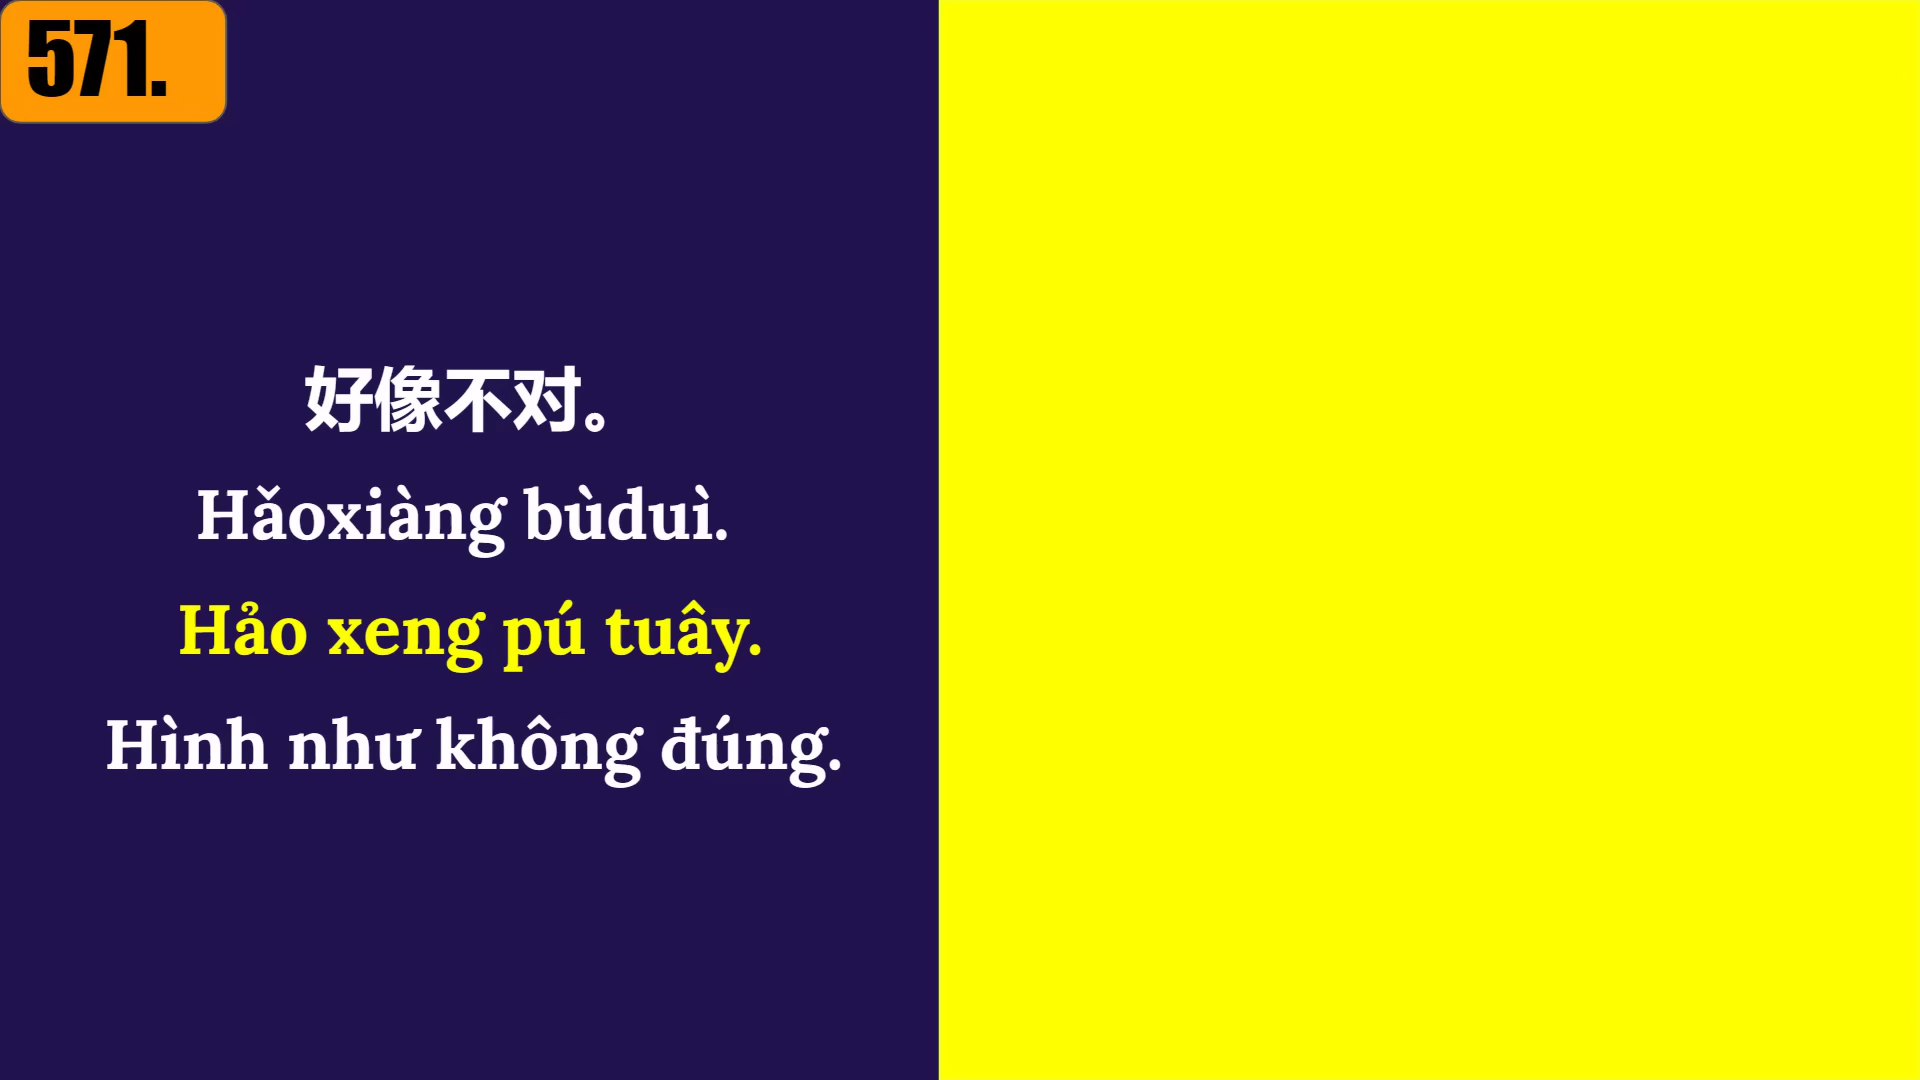 571.
好像不对。
Hǎoxiàng bùduì.
Hảo xeng pú tuây.
Hình như không đúng.